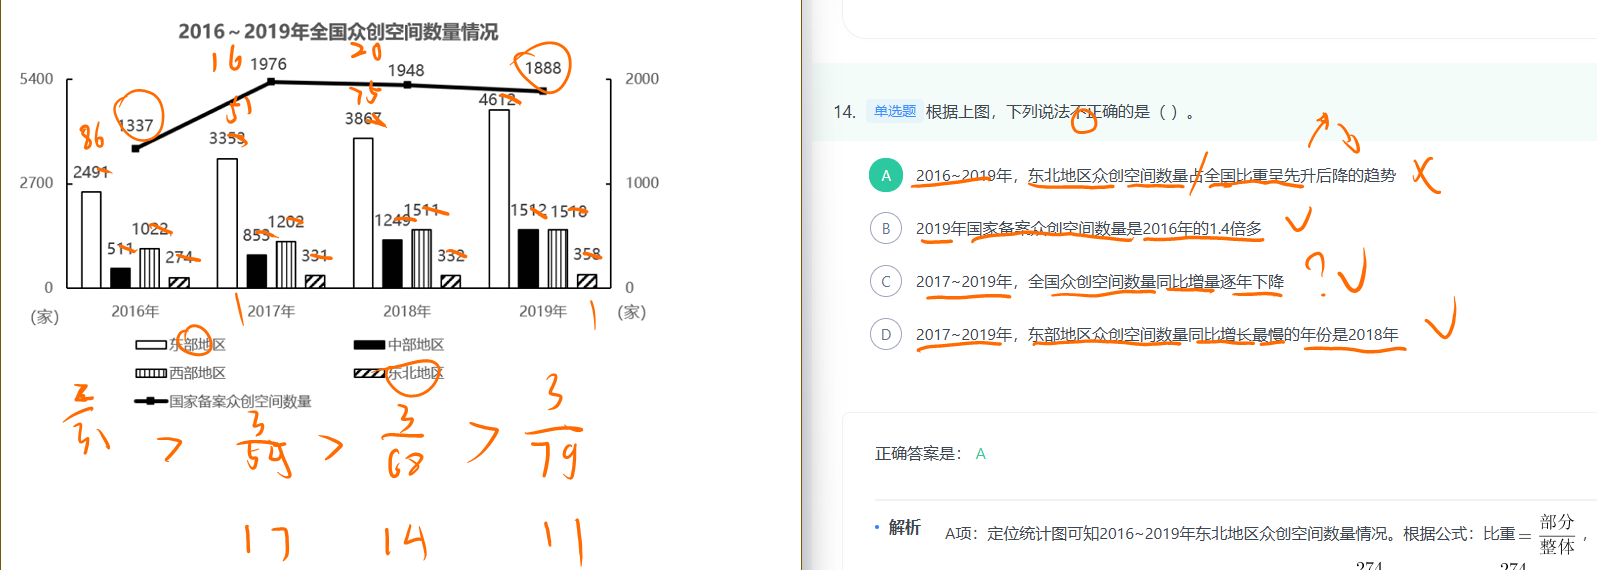 2016～2019年全国众创空间数量情况
16
20
1976
1948
1888
5400
2000
57
75
4612
1337
3867
86
3353
2491
2700
1000
1022
511
274
853
1202
331
1249
1511
332
1512
1518
358
0
0
(家)
2016年
2017年
2018年
2019年
(家)
东部地区
中部地区
西部地区
东北地区
国家备案众创空间数量
2/31 > 3/59 > 3/68 > 3/79
17 14 11
14. 单选题 根据上图，下列说法不正确的是（ ）。
A 2016~2019年，东北地区众创空间数量占全国比重呈先升后降的趋势
B 2019年国家备案众创空间数量是2016年的1.4倍多
C 2017~2019年，全国众创空间数量同比增量逐年下降
?
D 2017~2019年，东部地区众创空间数量同比增长最慢的年份是2018年
正确答案是： A
解析 A项：定位统计图可知2016~2019年东北地区众创空间数量情况。根据公式：比重=部分/整体，
274
274